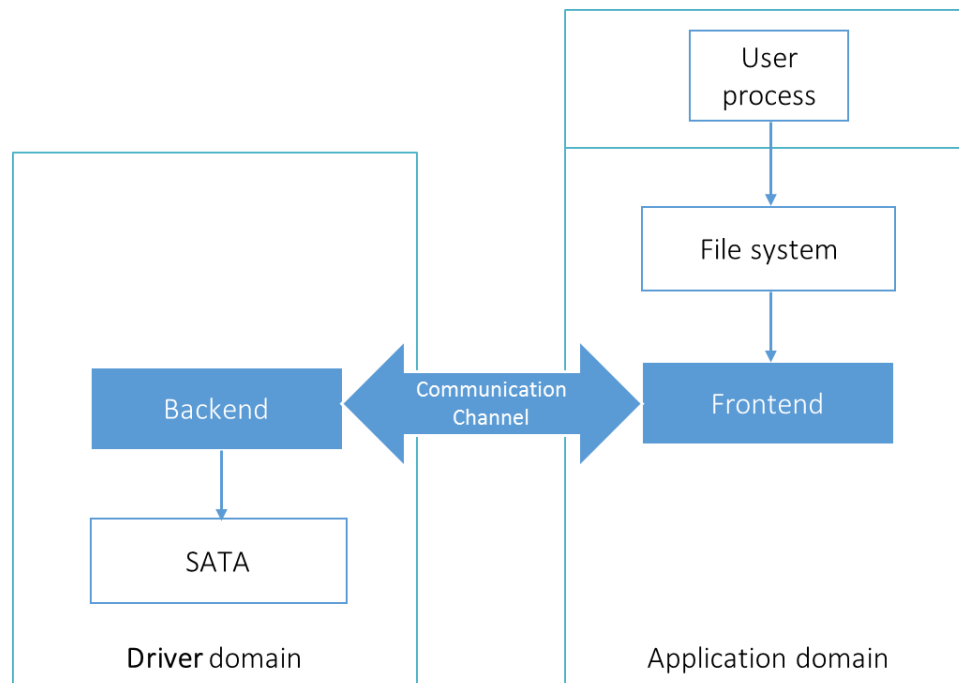 User
process
File system
Communication
Channel
Backend
Frontend
SATA
Driver domain
Application domain